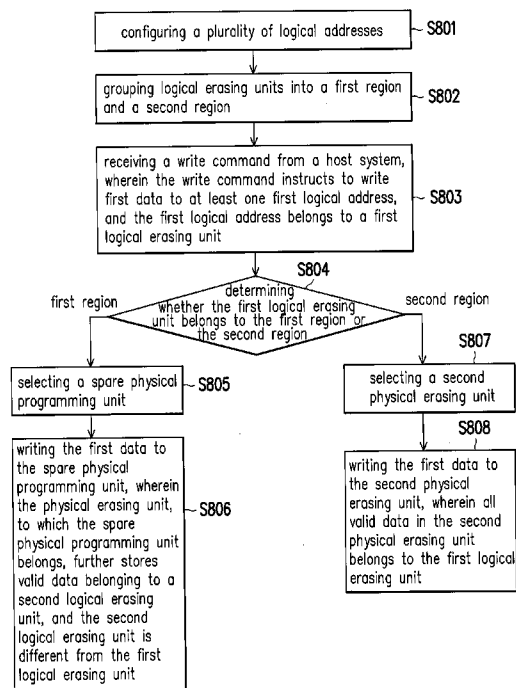 configuring a plurality of logical addresses
S801
grouping logical erasing units into a first region
and a second region
S802
receiving a write command from a host system,
wherein the write command instructs to write
first data to at least one first logical address,
and the first logical address belongs to a first
logical erasing unit
S803
S804
determining
whether the first logical erasing
unit belongs to the first region or
the second region
first region
second region
selecting a spare physical
programming unit
S805
writing the first data to
the spare physical
programming unit, wherein
the physical erasing unit,
to which the spare
physical programming unit
belongs, further stores
valid data belonging to a
second logical erasing
unit, and the second
logical erasing unit is
different from the first
logical erasing unit
S806
S807
selecting a second
physical erasing unit
S808
writing the first data to
the second physical
erasing unit, wherein all
valid data in the second
physical erasing unit
belongs to the first logical
erasing unit